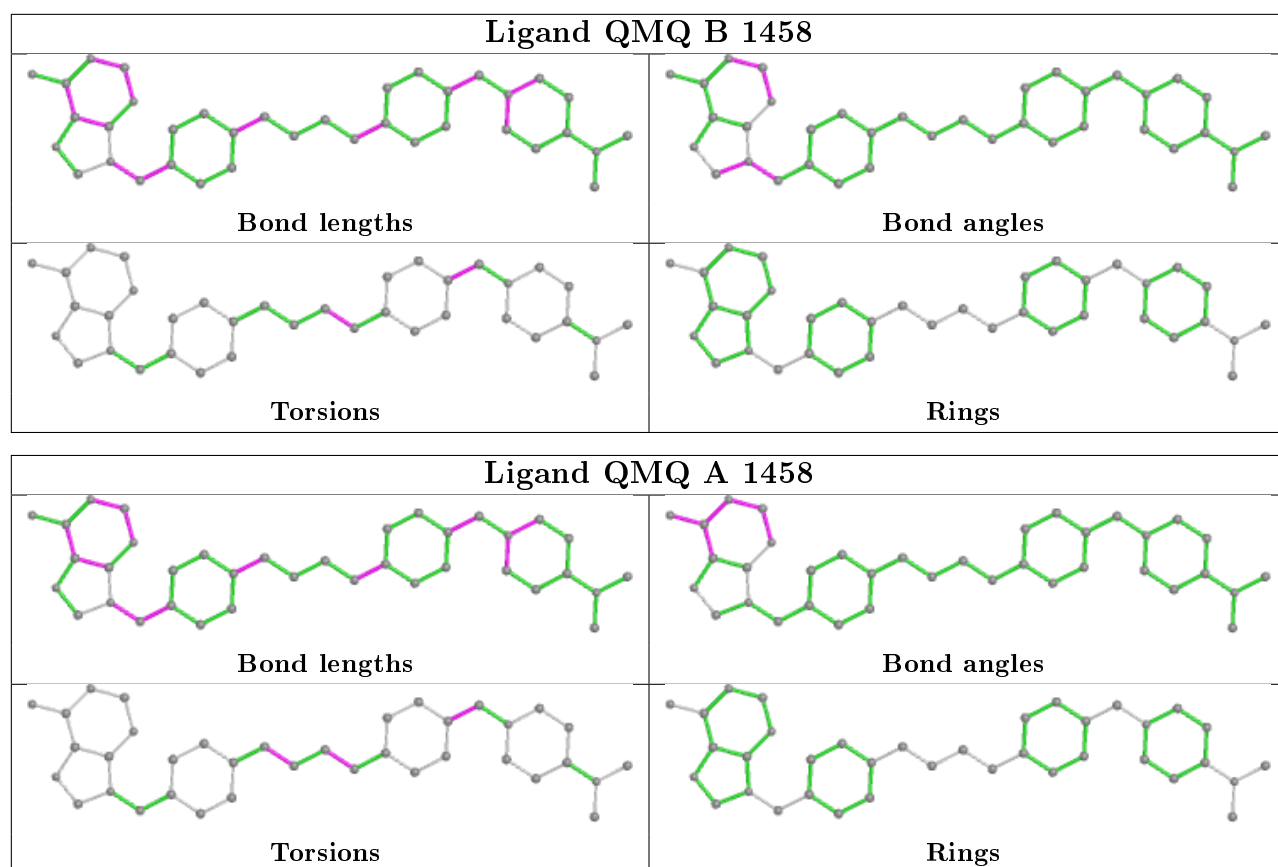 Ligand QMQ B 1458
Bond lengths
Bond angles
Torsions
Rings
Ligand QMQ A 1458
Bond lengths
Bond angles
Torsions
Rings